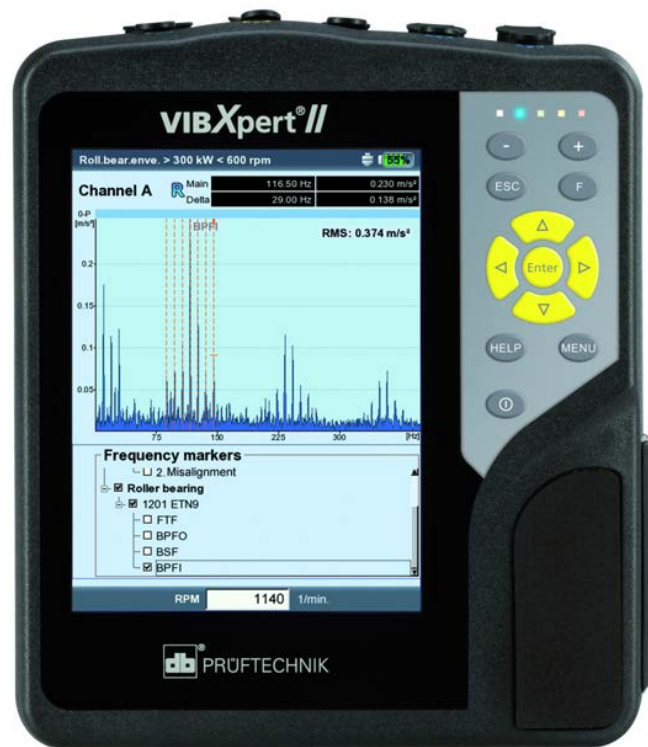 VIBXpert® II
Roll.bear.enve. > 300 kW < 600 rpm 55%
Channel A
R Main 116.50 Hz 0.230 m/s²
Delta 29.00 Hz 0.138 m/s²
0-P
[m/s²]
BPFI
RMS: 0.374 m/s²
0.2
0.15
0.1
0.05
75 150 225 300 [Hz]
Frequency markers
2. Misalignment
Roller bearing
1201 ETN9
FTF
BPFO
BSF
BPFI
RPM 1140 1/min.
db® PRÜFTECHNIK
- +
ESC F
Enter
HELP MENU